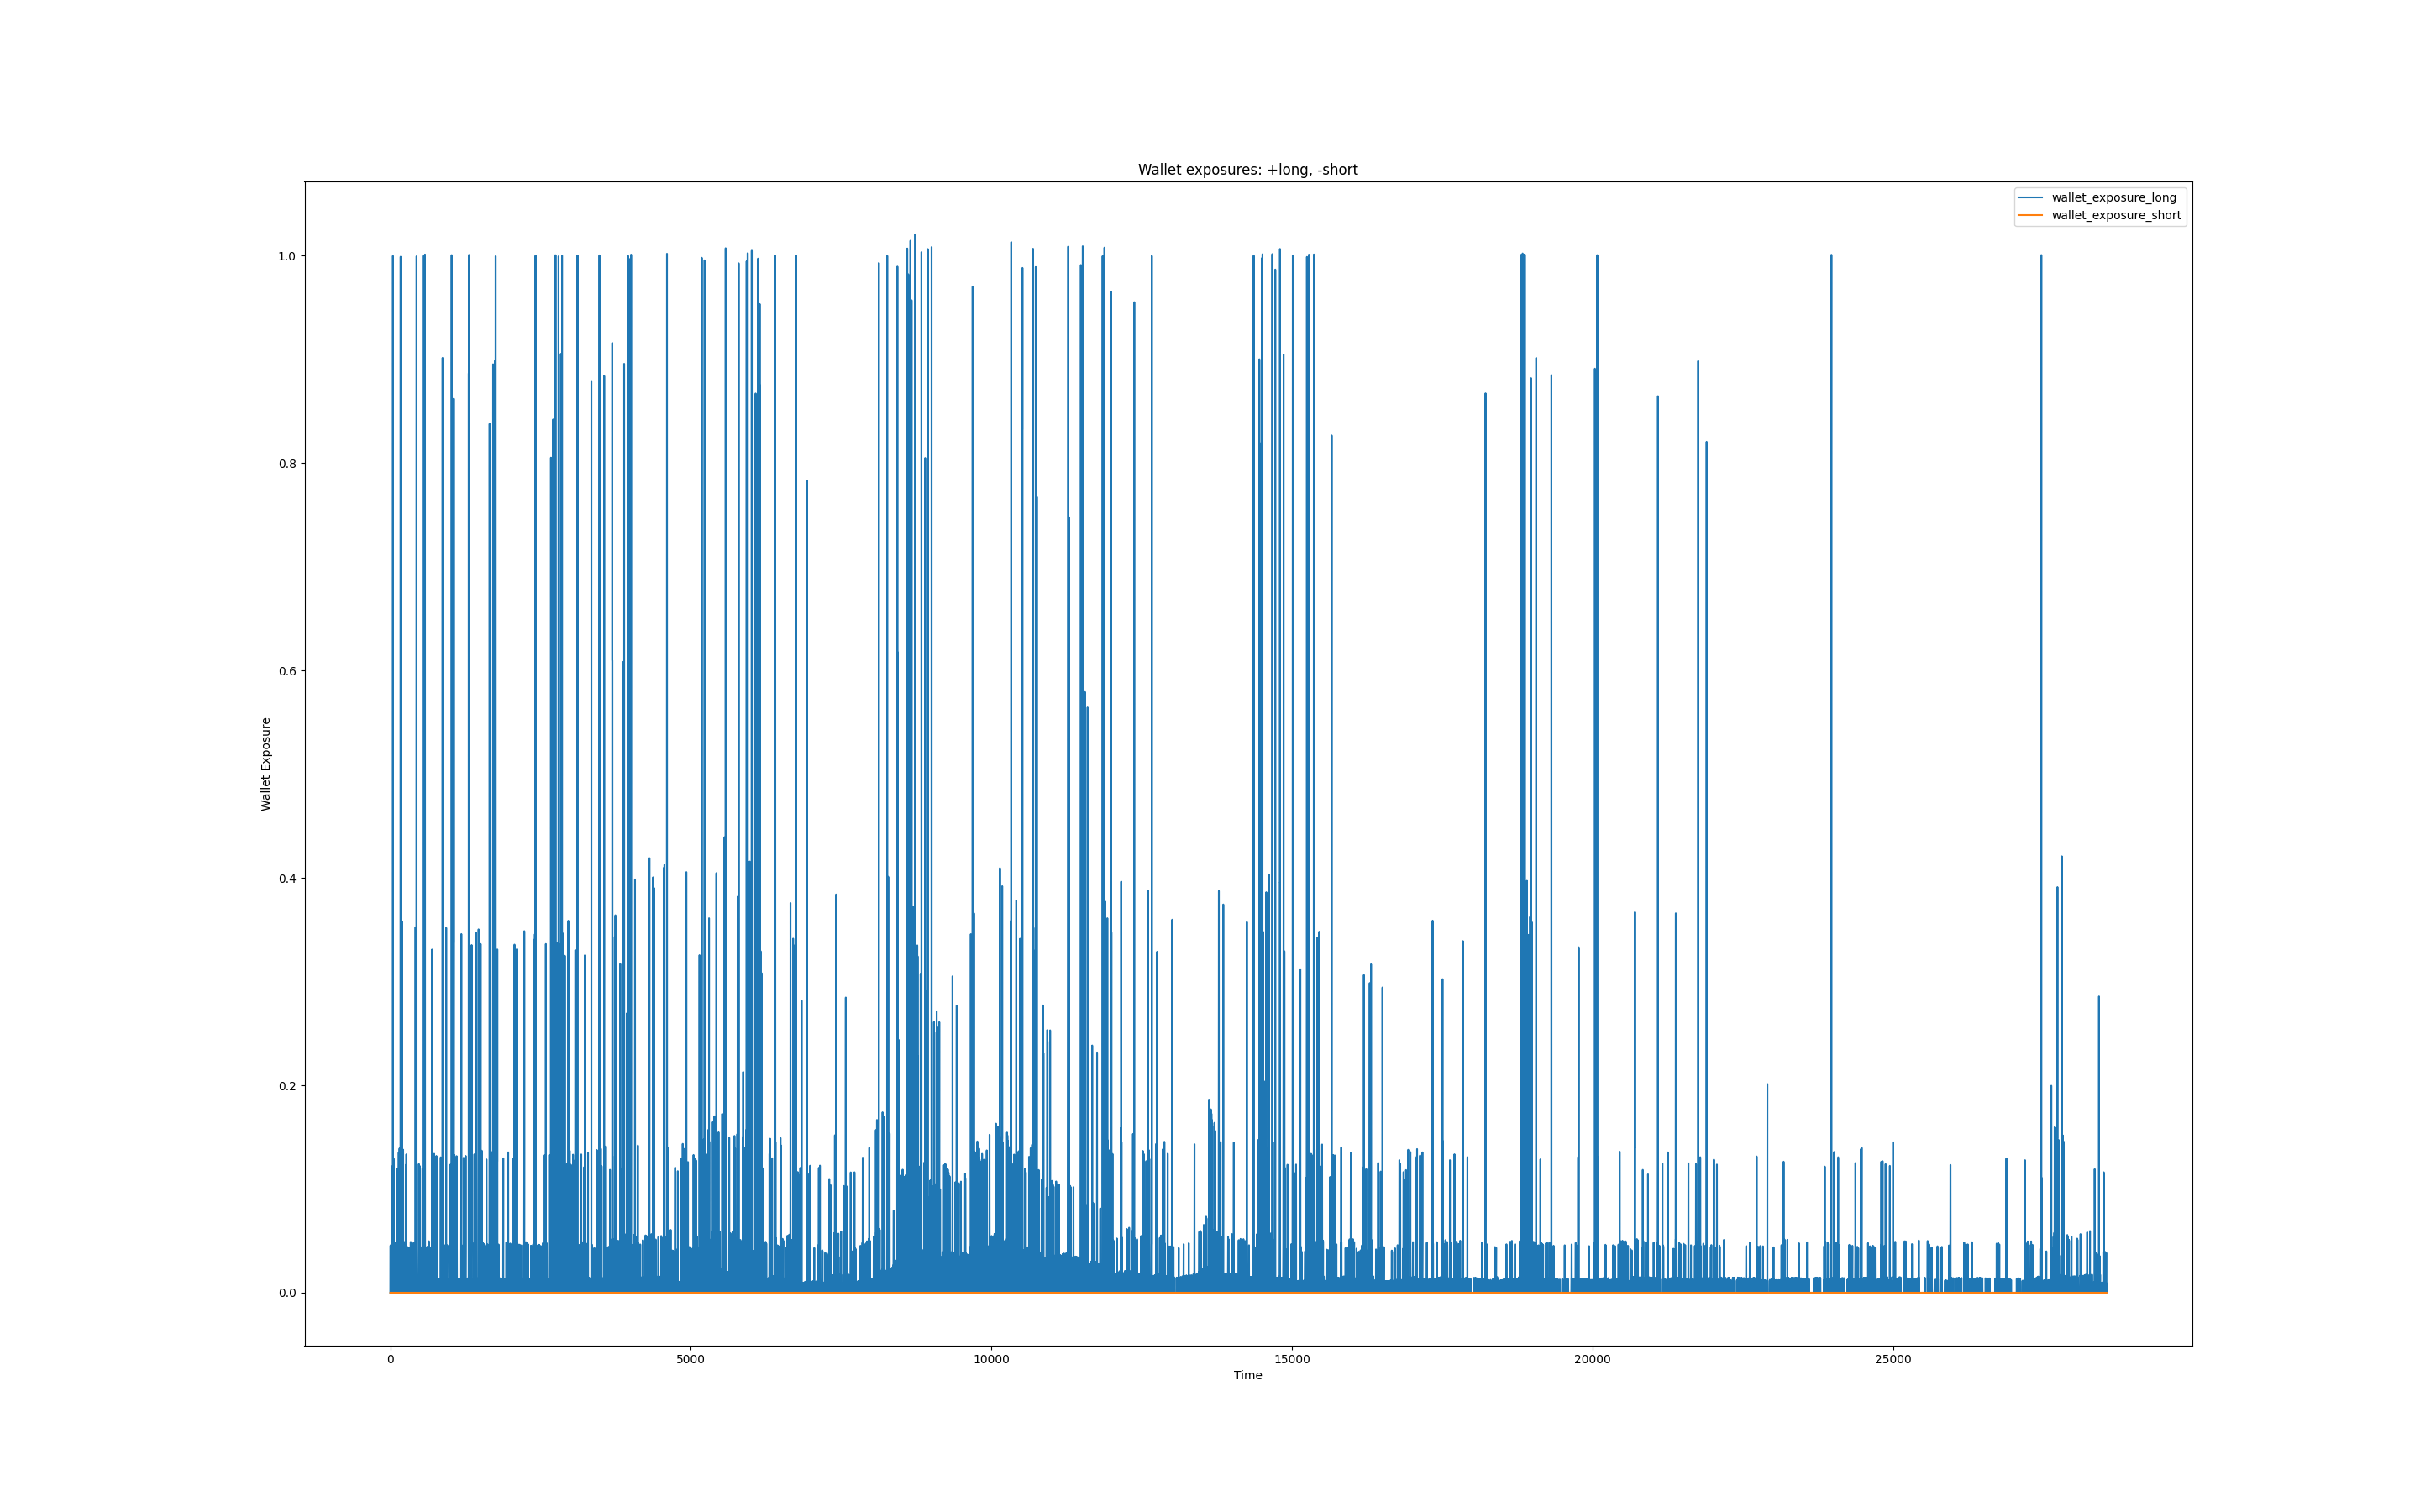 Wallet exposures: +long, -short
wallet_exposure_long
wallet_exposure_short
1.0
0.8
0.6
0.4
0.2
0.0
Wallet Exposure
0 5000 10000 15000 20000 25000
Time